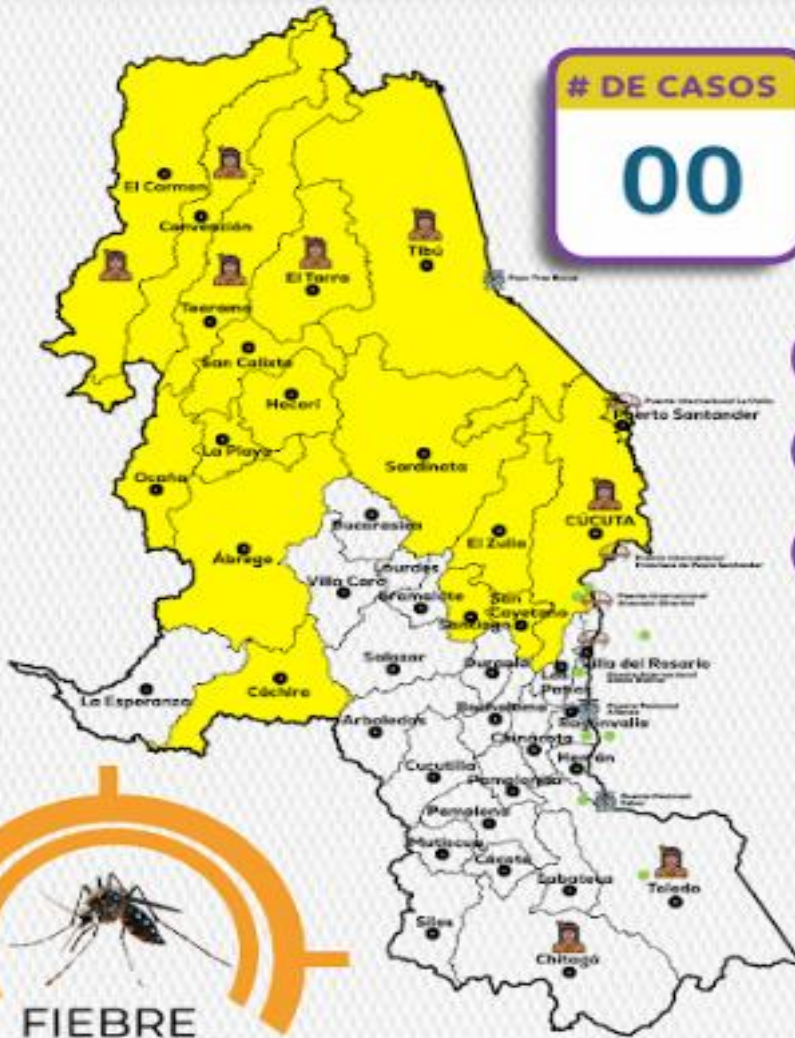 # DE CASOS
00
El Carmen
Convención
Teorama
El Tarra
Tibú
San Calixto
Hacarí
La Playa
Ocaña
Ábrego
Sardinata
Puerto Santander
CÚCUTA
El Zulia
Bucarasica
Villa Caro
Lourdes
Gramalote
San
Cayetano
Santiago
Salazar
Durania
Villa del Rosario
Los
Patios
La Esperanza
Cáchira
Arboledas
Bochalema
Ragonvalia
Chinácota
Herrán
Cucutilla
Pamplonita
Pamplona
Mutiscua
Cácota
Labateca
Toledo
Silos
Chitagá
FIEBRE